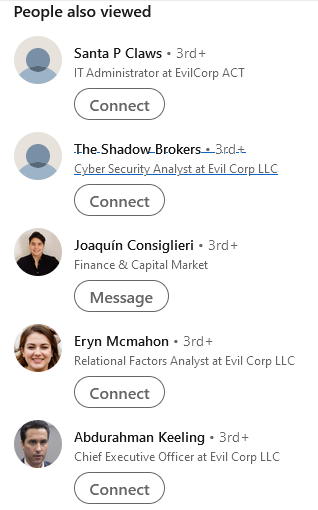 People also viewed
Santa P Claws • 3rd+
IT Administrator at EvilCorp ACT
Connect
The Shadow Brokers • 3rd+
Cyber Security Analyst at Evil Corp LLC
Connect
Joaquín Consiglieri • 3rd+
Finance & Capital Market
Message
Eryn Mcmahon • 3rd+
Relational Factors Analyst at Evil Corp LLC
Connect
Abdurahman Keeling • 3rd+
Chief Executive Officer at Evil Corp LLC
Connect